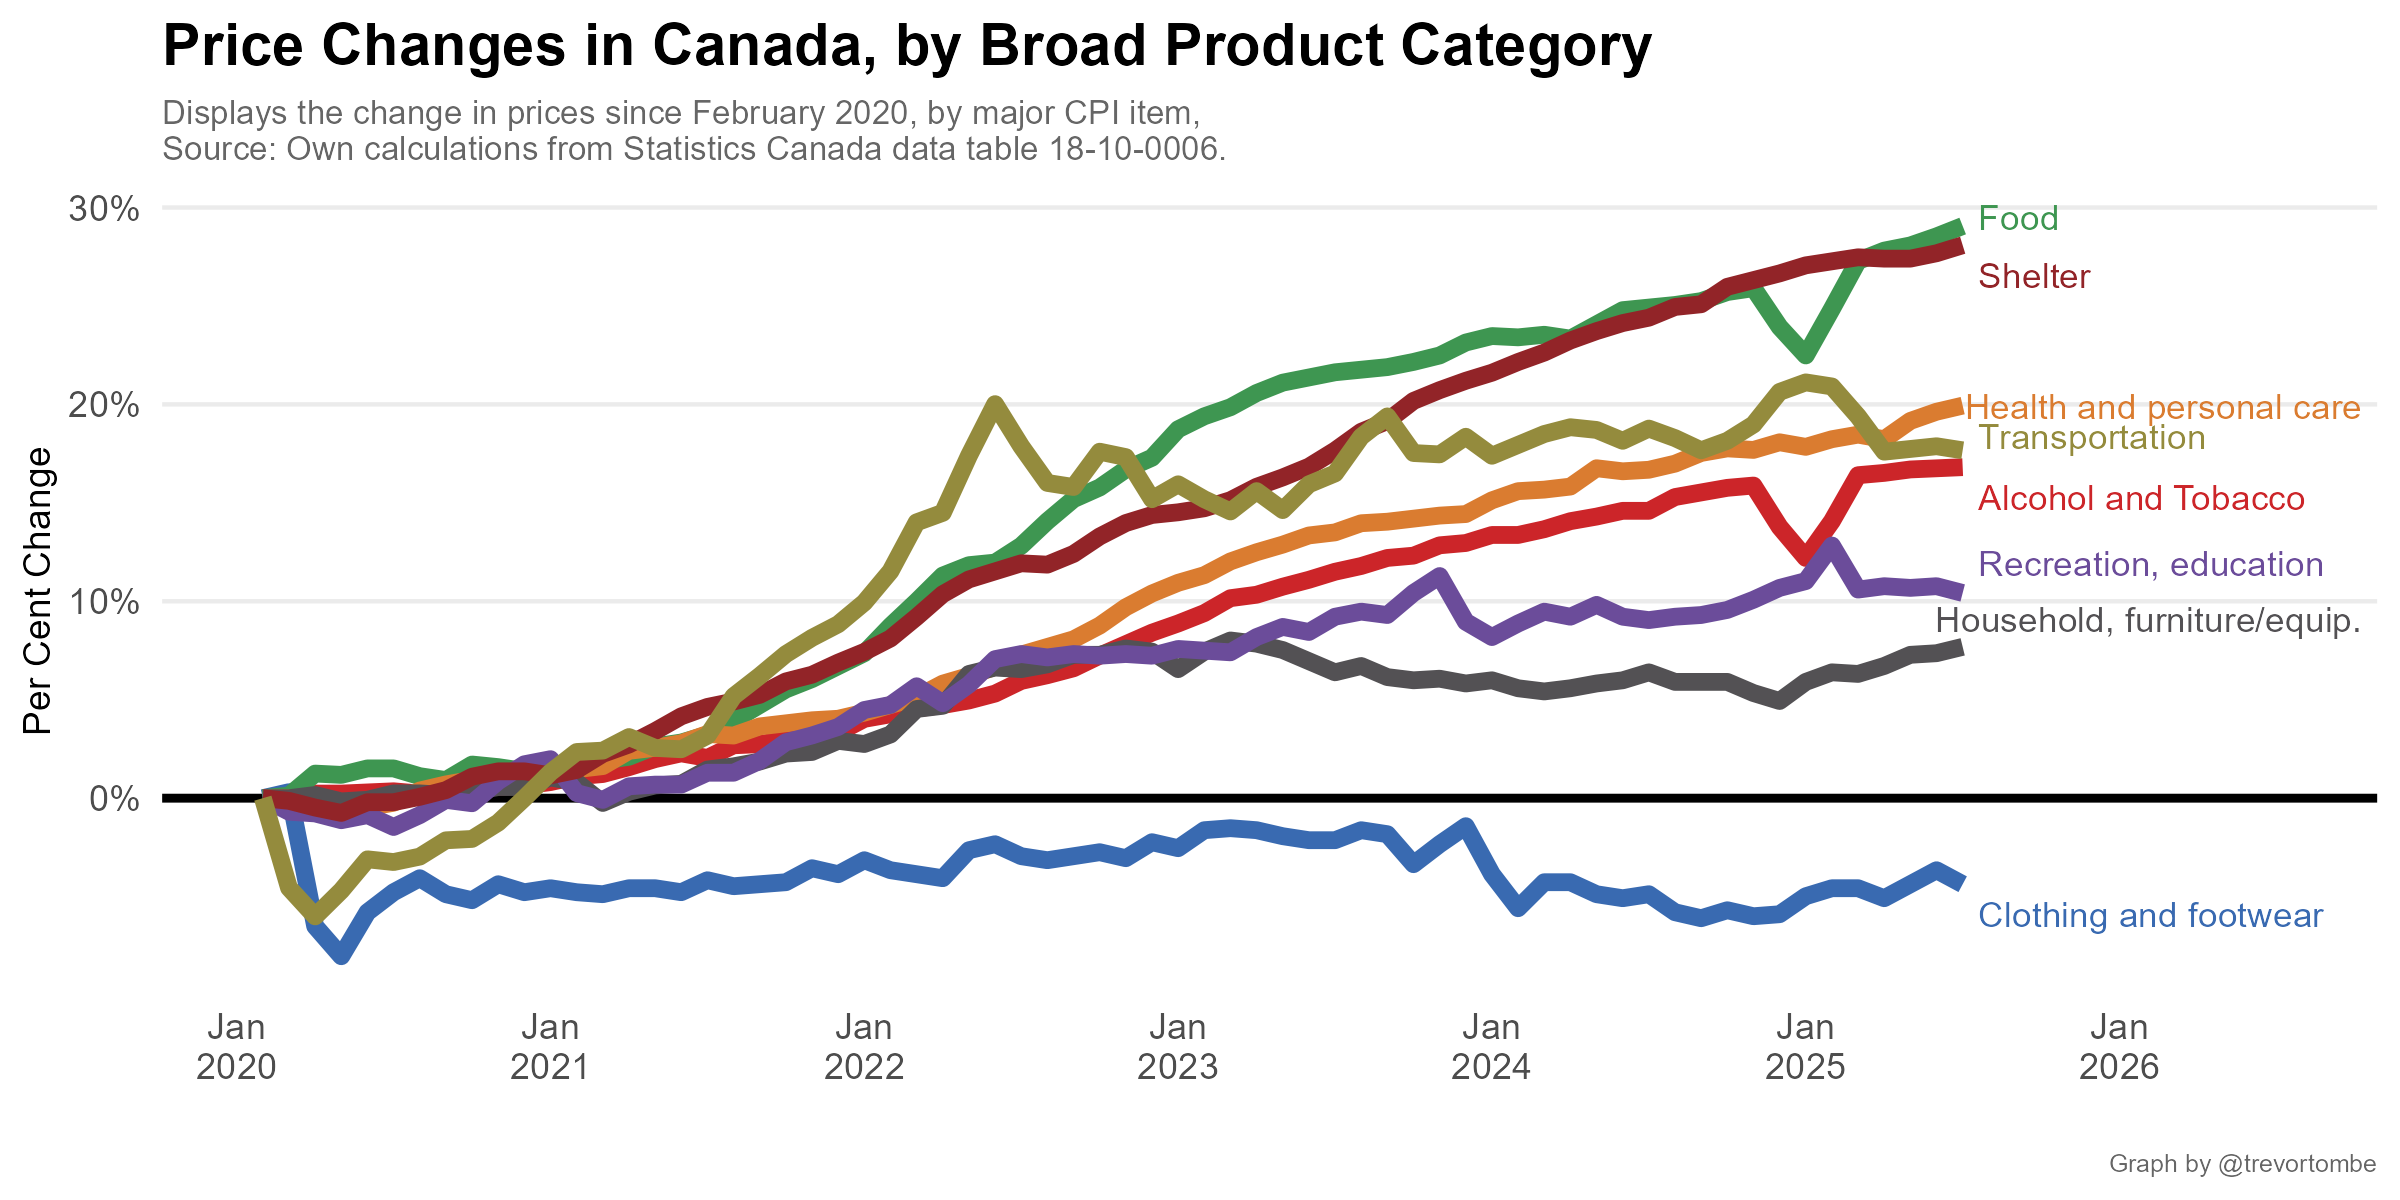 Price Changes in Canada, by Broad Product Category
Displays the change in prices since February 2020, by major CPI item,
Source: Own calculations from Statistics Canada data table 18-10-0006.
Per Cent Change
30%
20%
10%
0%
Food
Shelter
Health and personal care
Transportation
Alcohol and Tobacco
Recreation, education
Household, furniture/equip.
Clothing and footwear
Jan
2020
Jan
2021
Jan
2022
Jan
2023
Jan
2024
Jan
2025
Jan
2026
Graph by @trevortombe